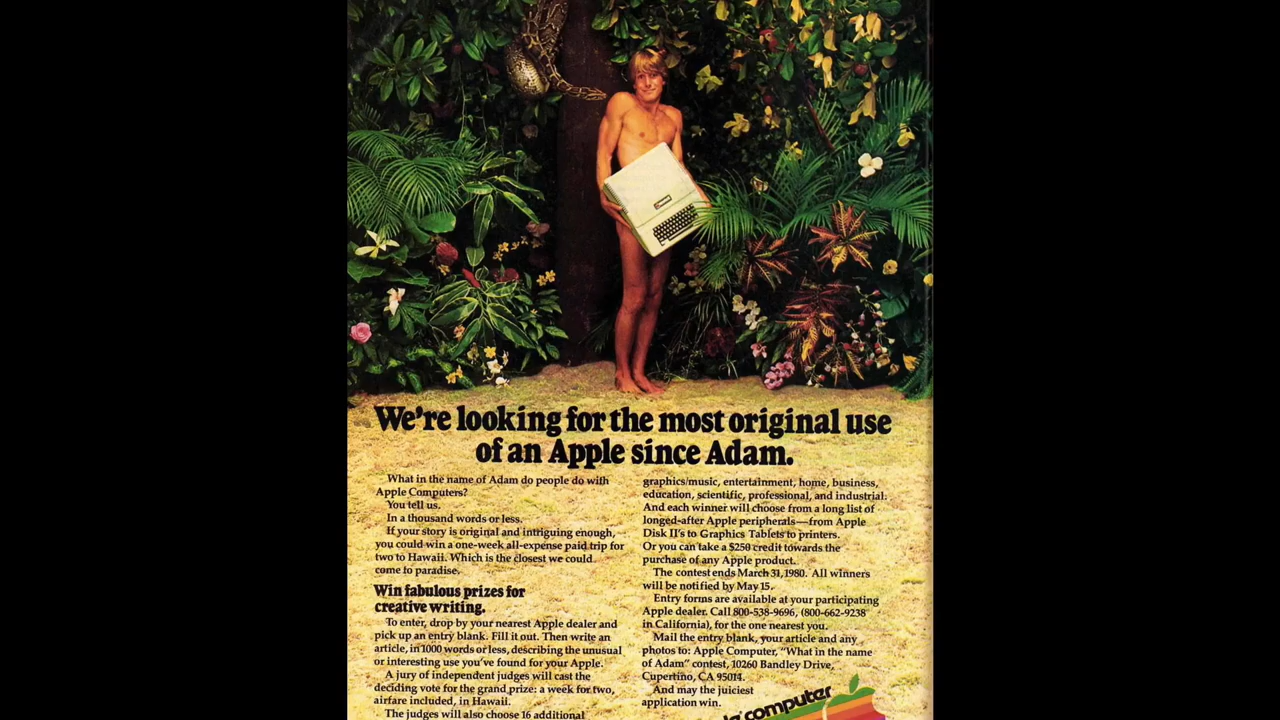 We're looking for the most original use
of an Apple since Adam.
What in the name of Adam do people do with
Apple Computers?
You tell us.
In a thousand words or less.
If your story is original and intriguing enough,
you could win a one-week all-expense paid trip for
two to Hawaii. Which is the closest we could
come to paradise.
Win fabulous prizes for
creative writing.
To enter, drop by your nearest Apple dealer and
pick up an entry blank. Fill it out. Then write an
article, in 1000 words or less, describing the unusual
or interesting use you've found for your Apple.
A jury of independent judges will cast the
deciding vote for the grand prize: a week for two,
airfare included, in Hawaii.
The judges will also choose 16 additional
graphics/music, entertainment, home, business,
education, scientific, professional, and industrial.
And each winner will choose from a long list of
longed-after Apple peripherals—from Apple
Disk II's to Graphics Tablets to printers.
Or you can take a $250 credit towards the
purchase of any Apple product.
The contest ends March 31, 1980. All winners
will be notified by May 15.
Entry forms are available at your participating
Apple dealer. Call 800-538-9696, (800-662-9238
in California), for the one nearest you.
Mail the entry blank, your article and any
photos to: Apple Computer, "What in the name
of Adam" contest, 10260 Bandley Drive,
Cupertino, CA 95014.
And may the juiciest
application win.
computer